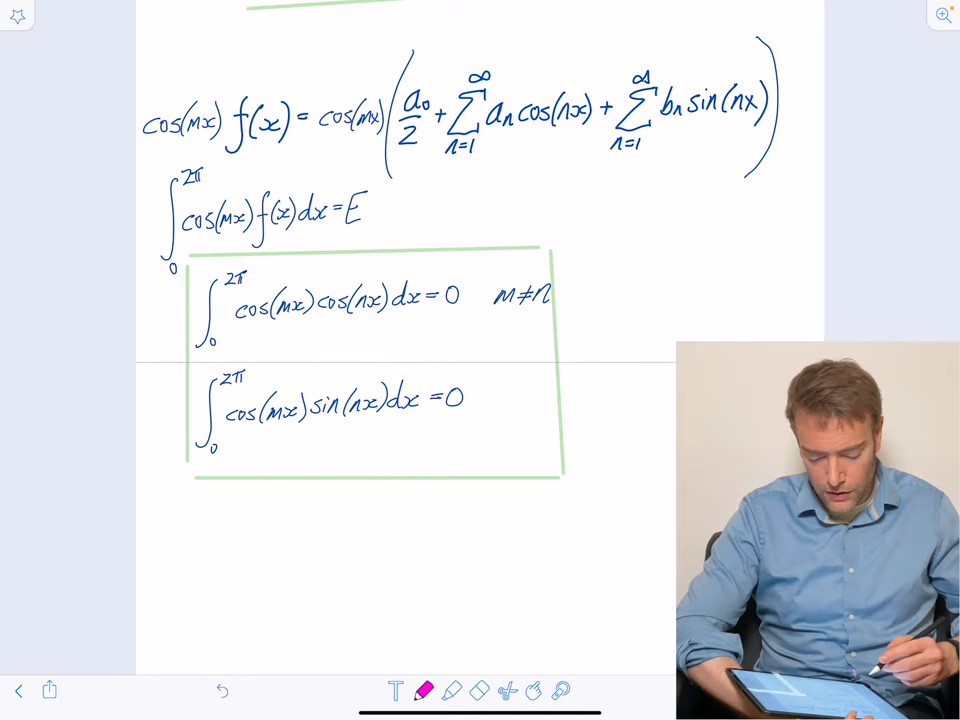 cos(mx) f(x) = cos(mx) ( a₀/2 + ∑_{n=1}^{∞} aₙ cos(nx) + ∑_{n=1}^{∞} bₙ sin(nx) )
∫₀^{2π} cos(mx) f(x) dx = E
∫₀^{2π} cos(mx) cos(nx) dx = 0 m ≠ n
∫₀^{2π} cos(mx) sin(nx) dx = 0
T